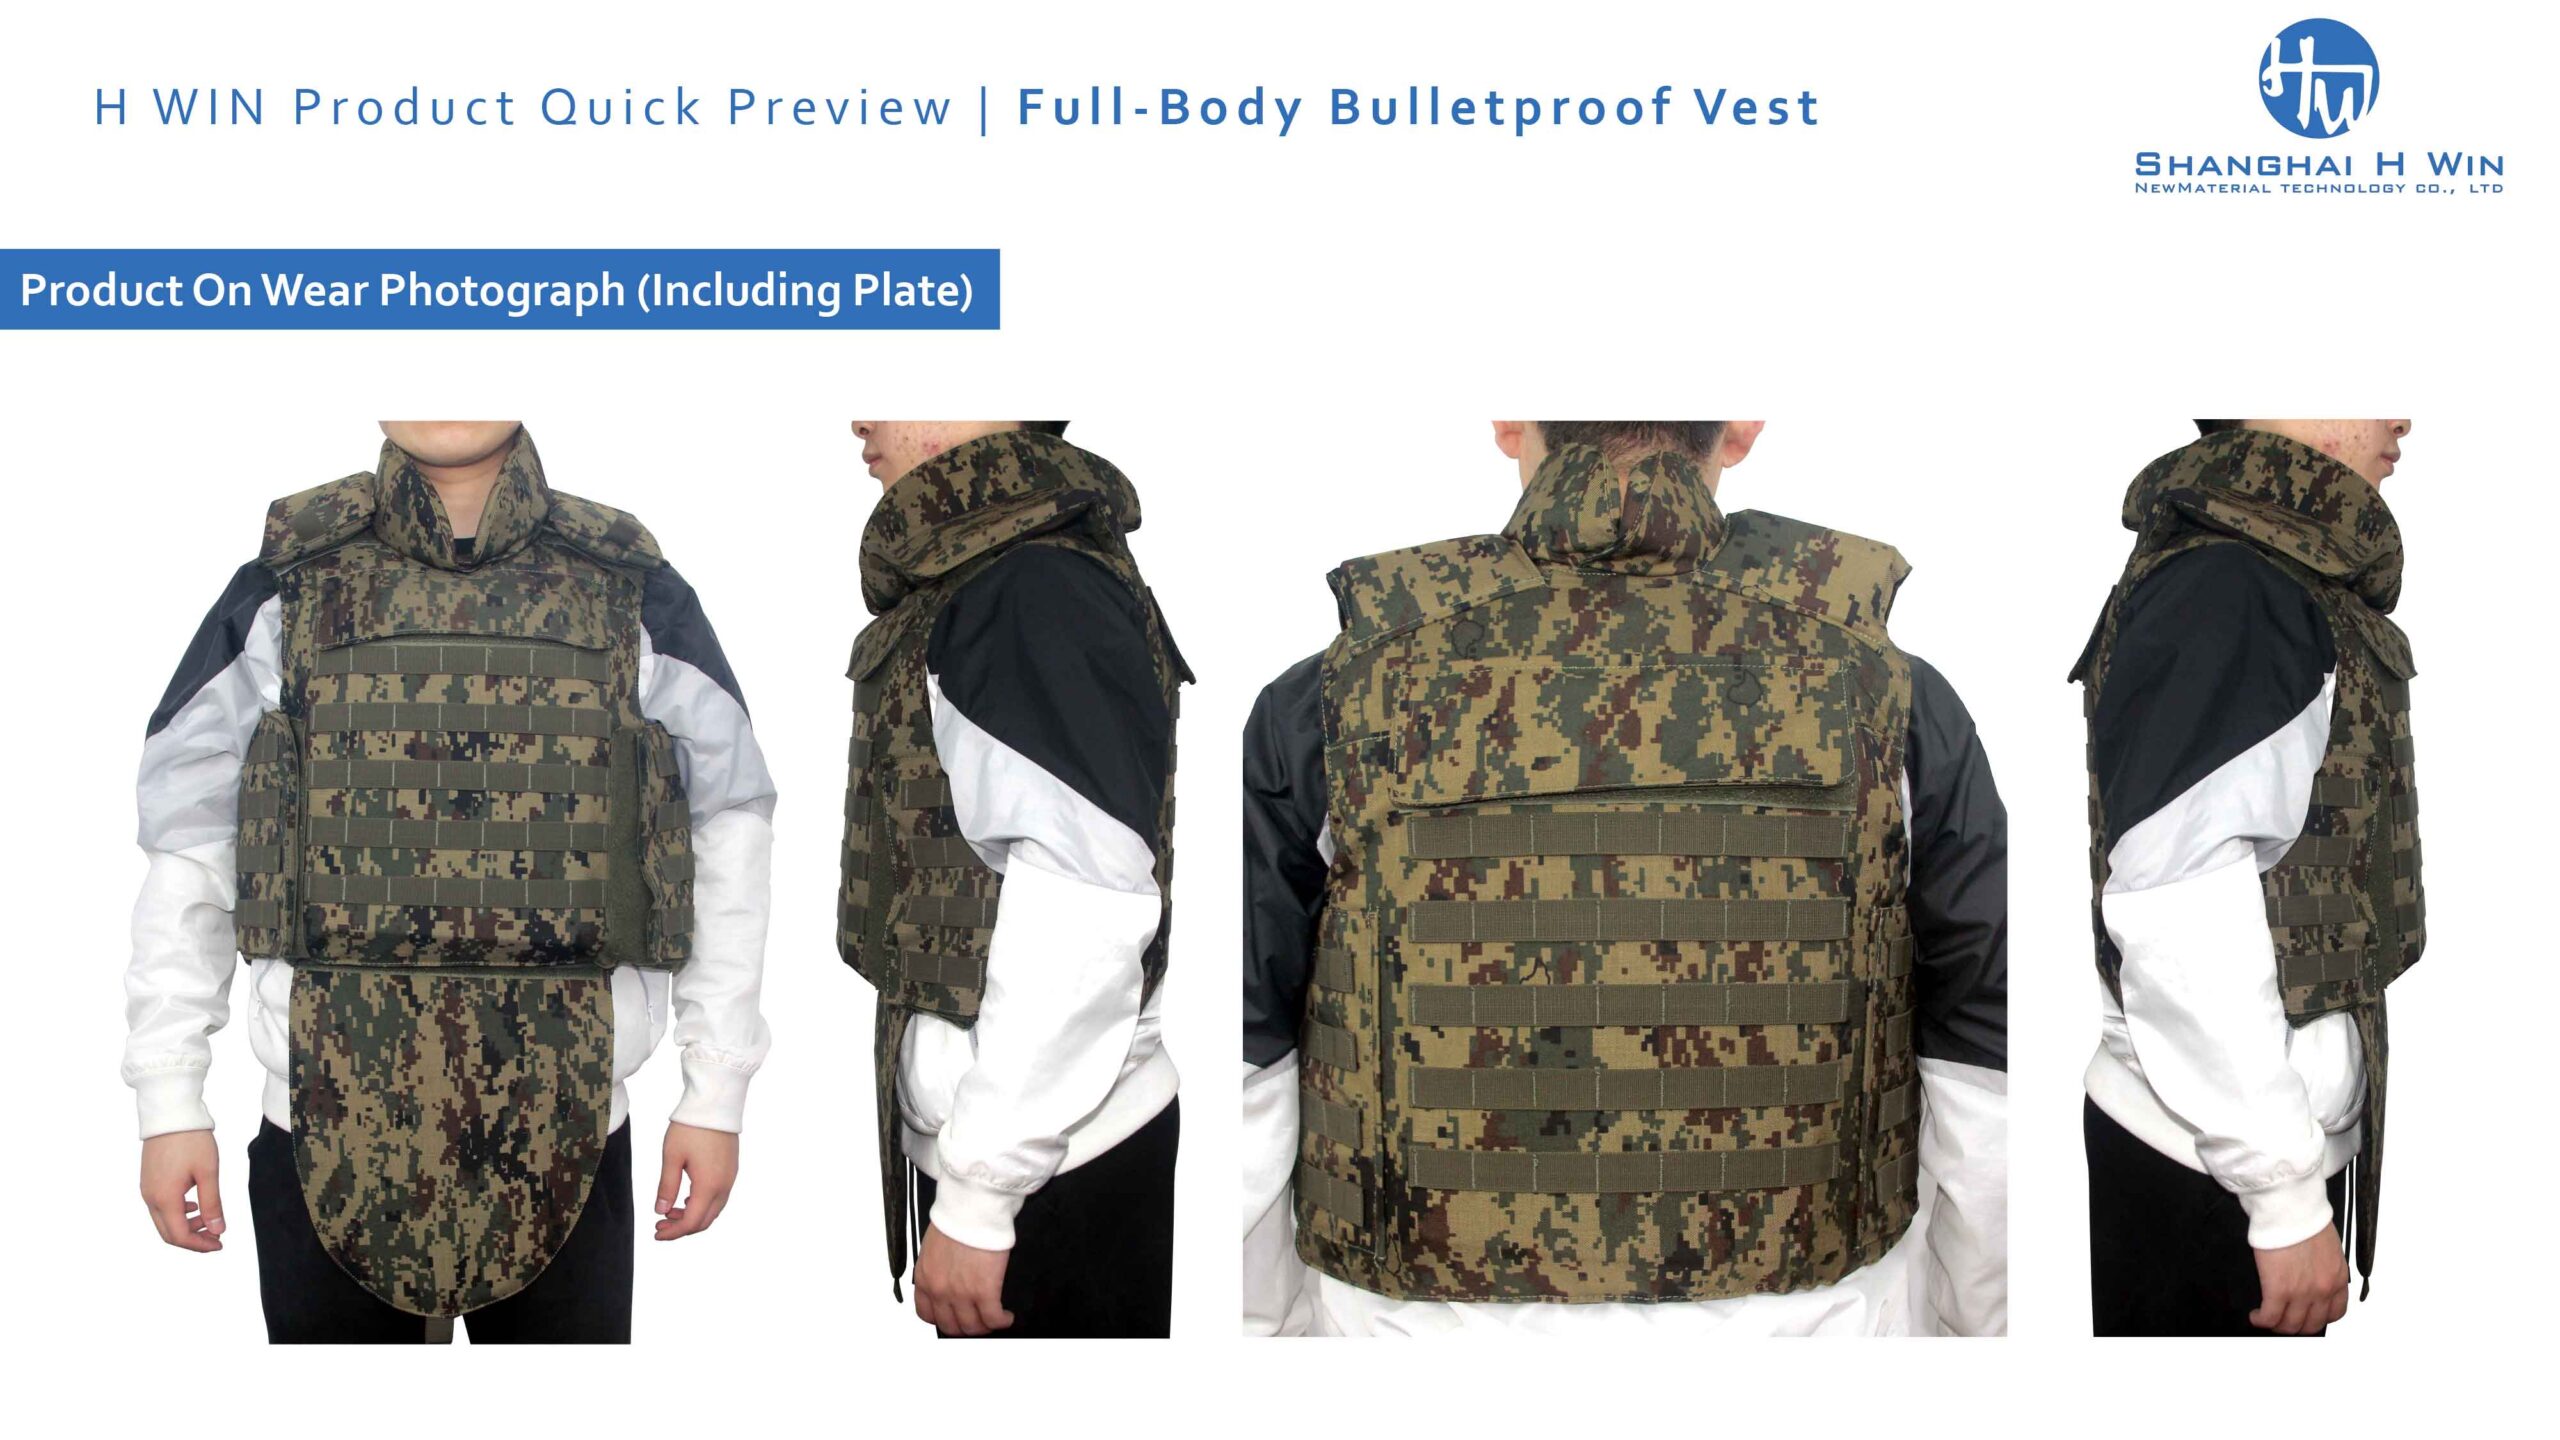 H WIN Product Quick Preview | Full-Body Bulletproof Vest
HW
SHANGHAI H WIN
NEWMATERIAL TECHNOLOGY CO., LTD
Product On Wear Photograph (Including Plate)